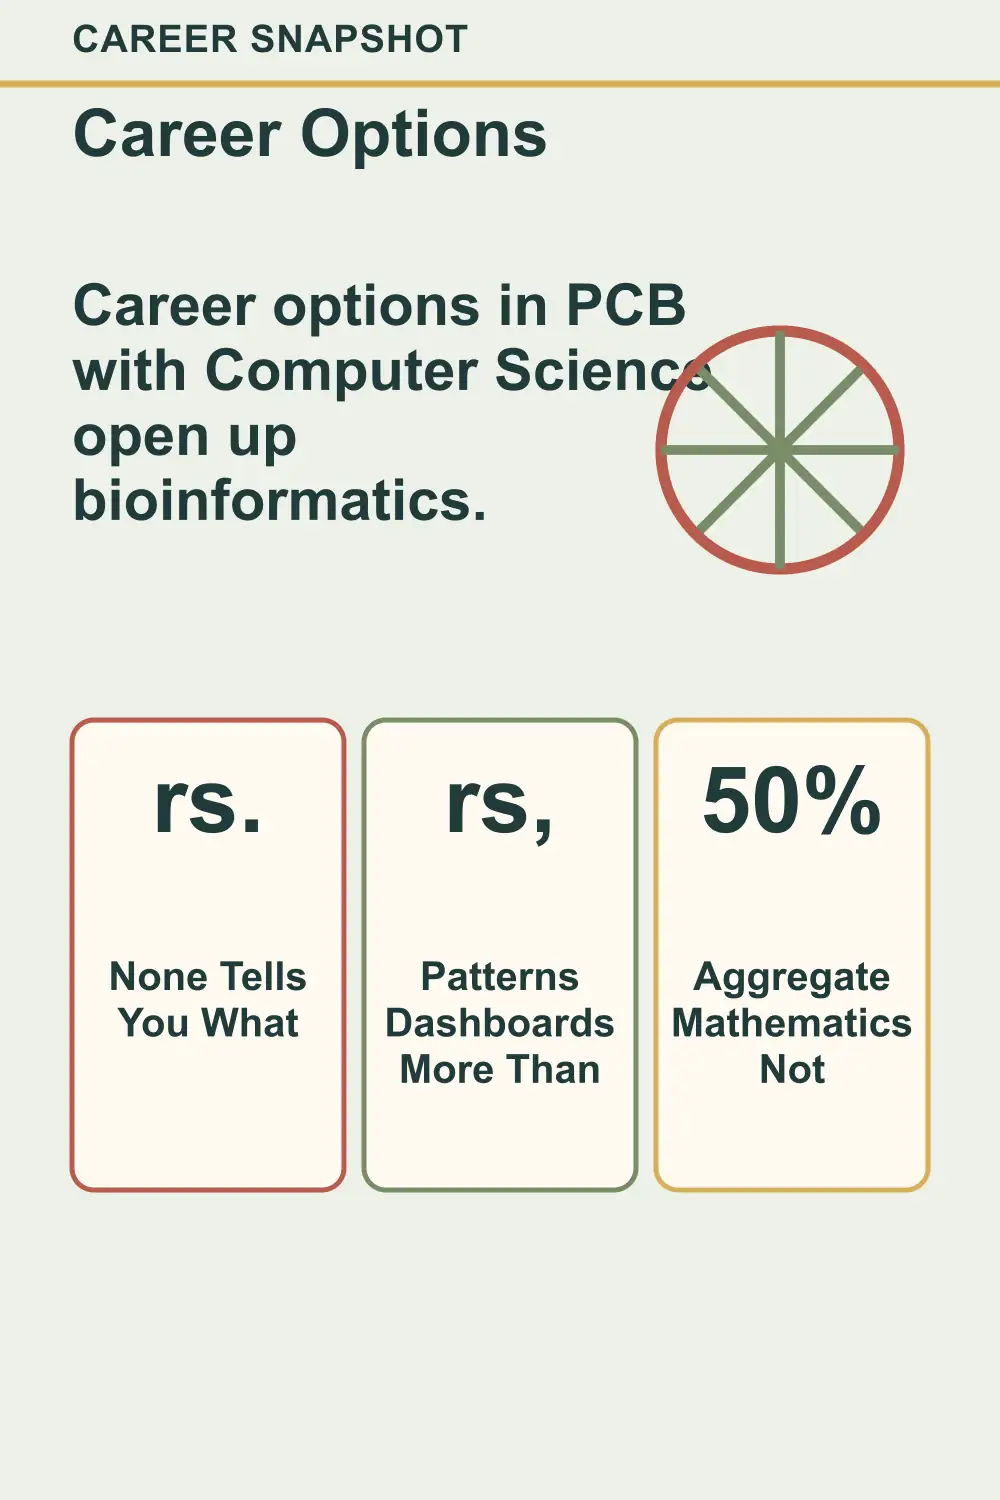 CAREER SNAPSHOT
Career Options
Career options in PCB
with Computer Science
open up
bioinformatics.
rs.
None Tells
You What
rs,
Patterns
Dashboards
More Than
50%
Aggregate
Mathematics
Not